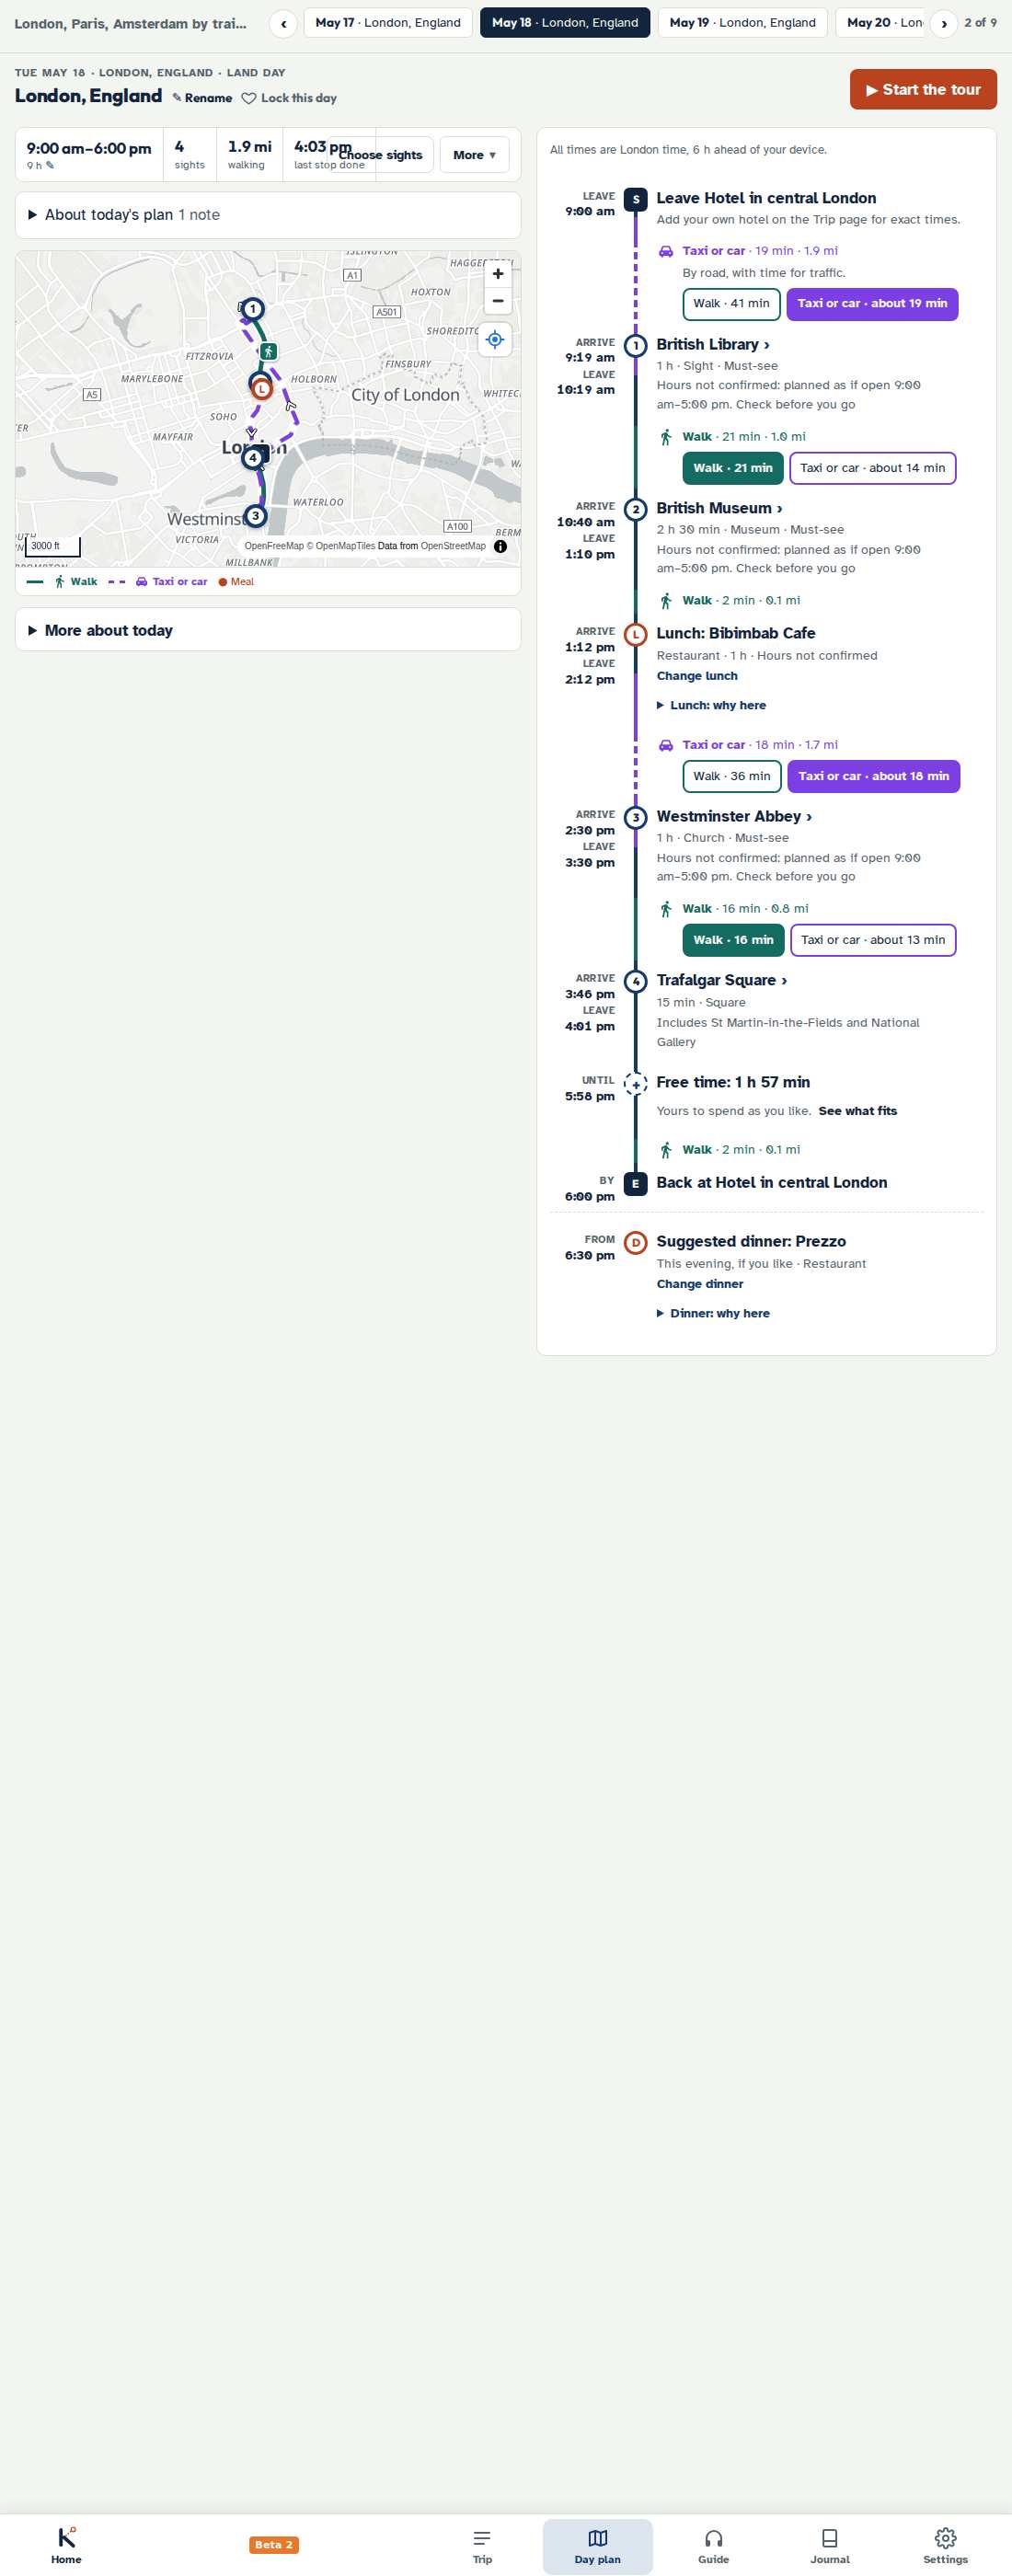 London, Paris, Amsterdam by trai...
May 17 · London, England
May 18 · London, England
May 19 · London, England
May 20 · Lon
2 of 9
TUE MAY 18 · LONDON, ENGLAND · LAND DAY
London, England
Rename
Lock this day
Start the tour
9:00 am–6:00 pm
9 h
4
sights
1.9 mi
walking
4:03 pm
last stop done
Choose sights
More
About today's plan 1 note
ISLINGTON
HAGGERSTON
A1
HOXTON
A501
SHOREDITC
1
FITZROVIA
FINSBURY
MARYLEBONE
HOLBORN
A5
L
City of London
WHITEC
SOHO
ER
MAYFAIR
London
4
WATERLOO
Westminst
3
A100
VICTORIA
BERM
3000 ft
OpenFreeMap © OpenMapTiles Data from OpenStreetMap
MILLBANK
Walk
Taxi or car
Meal
More about today
All times are London time, 6 h ahead of your device.
LEAVE
9:00 am
S
Leave Hotel in central London
Add your own hotel on the Trip page for exact times.
Taxi or car · 19 min · 1.9 mi
By road, with time for traffic.
Walk · 41 min
Taxi or car · about 19 min
ARRIVE
9:19 am
LEAVE
10:19 am
1
British Library ›
1 h · Sight · Must-see
Hours not confirmed: planned as if open 9:00
am–5:00 pm. Check before you go
Walk · 21 min · 1.0 mi
Walk · 21 min
Taxi or car · about 14 min
ARRIVE
10:40 am
LEAVE
1:10 pm
2
British Museum ›
2 h 30 min · Museum · Must-see
Hours not confirmed: planned as if open 9:00
am–5:00 pm. Check before you go
Walk · 2 min · 0.1 mi
ARRIVE
1:12 pm
LEAVE
2:12 pm
L
Lunch: Bibimbab Cafe
Restaurant · 1 h · Hours not confirmed
Change lunch
Lunch: why here
Taxi or car · 18 min · 1.7 mi
Walk · 36 min
Taxi or car · about 18 min
ARRIVE
2:30 pm
LEAVE
3:30 pm
3
Westminster Abbey ›
1 h · Church · Must-see
Hours not confirmed: planned as if open 9:00
am–5:00 pm. Check before you go
Walk · 16 min · 0.8 mi
Walk · 16 min
Taxi or car · about 13 min
ARRIVE
3:46 pm
LEAVE
4:01 pm
4
Trafalgar Square ›
15 min · Square
Includes St Martin-in-the-Fields and National
Gallery
UNTIL
5:58 pm
Free time: 1 h 57 min
Yours to spend as you like. See what fits
Walk · 2 min · 0.1 mi
BY
6:00 pm
E
Back at Hotel in central London
FROM
6:30 pm
D
Suggested dinner: Prezzo
This evening, if you like · Restaurant
Change dinner
Dinner: why here
Home
Beta 2
Trip
Day plan
Guide
Journal
Settings